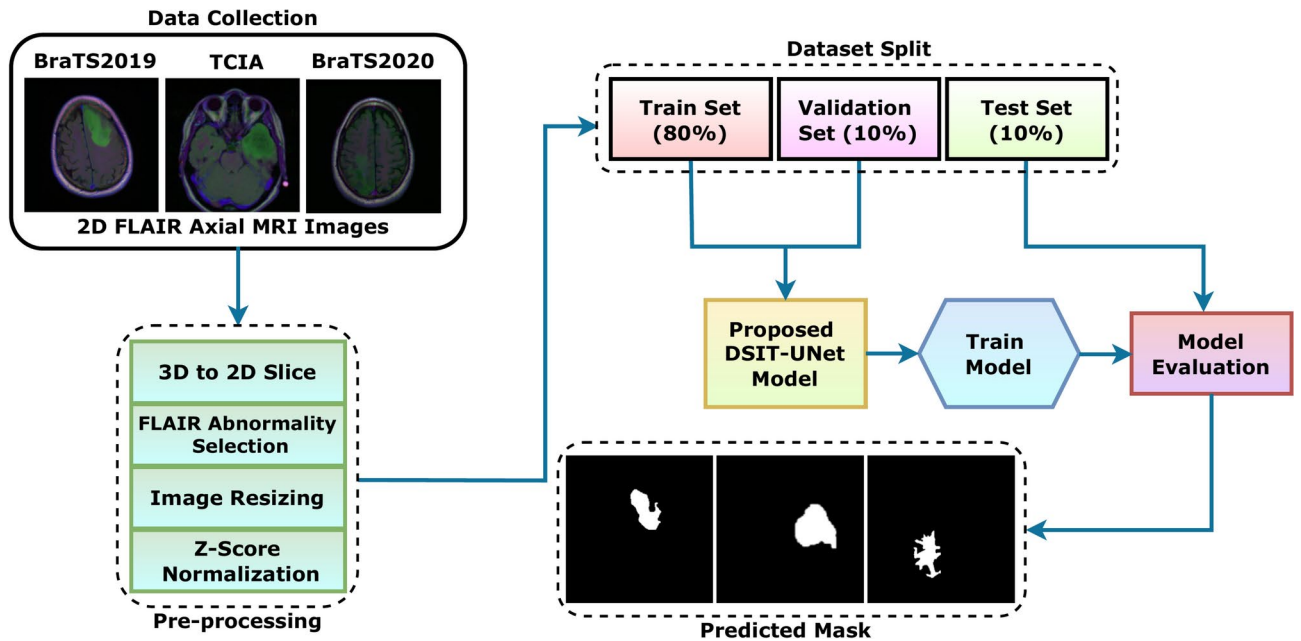 Data Collection
BraTS2019
TCIA
BraTS2020
2D FLAIR Axial MRI Images
3D to 2D Slice
FLAIR Abnormality
Selection
Image Resizing
Z-Score
Normalization
Pre-processing
Dataset Split
Train Set
(80%)
Validation
Set (10%)
Test Set
(10%)
Proposed
DSIT-UNet
Model
Train
Model
Model
Evaluation
Predicted Mask